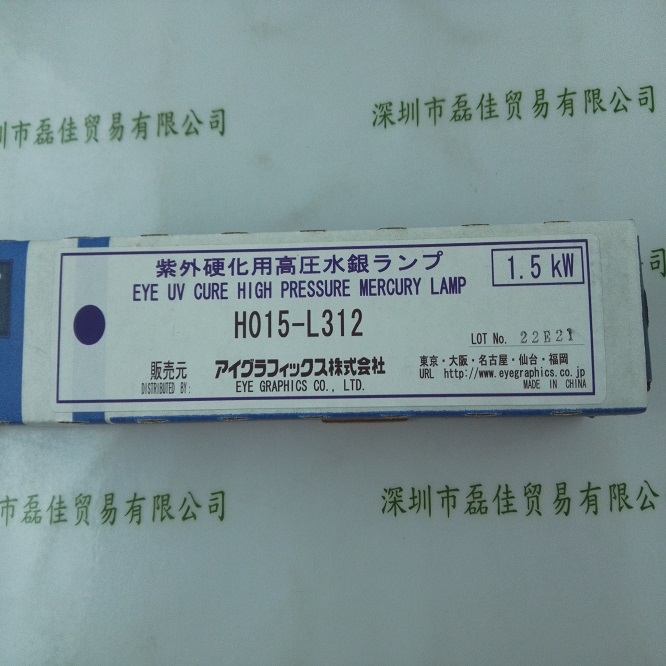 圳市磊佳贸易有限公司
深圳市磊佳贸易有限公司
紫外硬化用高圧水銀ランプ
1.5 kW
EYE UV CURE HIGH PRESSURE MERCURY LAMP
HO15-L312
LOT No. 22E21
販売元
DISTRIBUTED BY:
アイグラフィックス株式会社
EYE GRAPHICS CO., LTD.
東京・大阪・名古屋・仙台・福岡
URL http://www.eyegraphics.co.jp
MADE IN CHINA
市磊佳贸易有限公司
深圳市磊佳贸易有限公